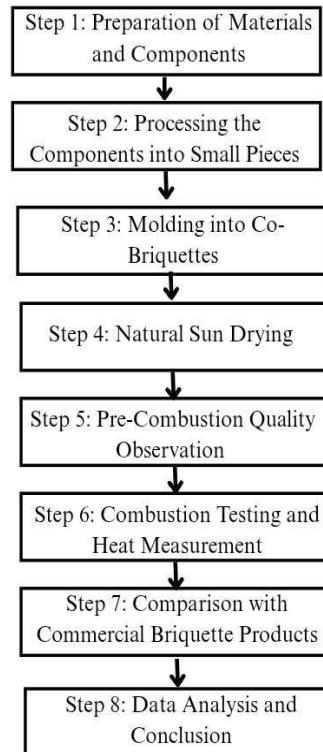 Step 1: Preparation of Materials
and Components
Step 2: Processing the
Components into Small Pieces
Step 3: Molding into Co-
Briquettes
Step 4: Natural Sun Drying
Step 5: Pre-Combustion Quality
Observation
Step 6: Combustion Testing and
Heat Measurement
Step 7: Comparison with
Commercial Briquette Products
Step 8: Data Analysis and
Conclusion